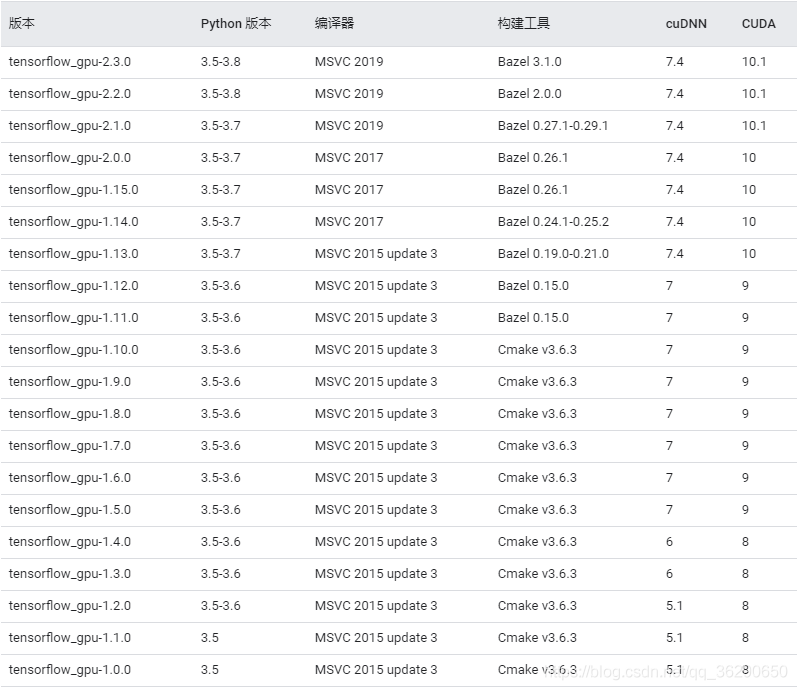 版本 Python 版本 编译器 构建工具 cuDNN CUDA
tensorflow_gpu-2.3.0 3.5-3.8 MSVC 2019 Bazel 3.1.0 7.4 10.1
tensorflow_gpu-2.2.0 3.5-3.8 MSVC 2019 Bazel 2.0.0 7.4 10.1
tensorflow_gpu-2.1.0 3.5-3.7 MSVC 2019 Bazel 0.27.1-0.29.1 7.4 10.1
tensorflow_gpu-2.0.0 3.5-3.7 MSVC 2017 Bazel 0.26.1 7.4 10
tensorflow_gpu-1.15.0 3.5-3.7 MSVC 2017 Bazel 0.26.1 7.4 10
tensorflow_gpu-1.14.0 3.5-3.7 MSVC 2017 Bazel 0.24.1-0.25.2 7.4 10
tensorflow_gpu-1.13.0 3.5-3.7 MSVC 2015 update 3 Bazel 0.19.0-0.21.0 7.4 10
tensorflow_gpu-1.12.0 3.5-3.6 MSVC 2015 update 3 Bazel 0.15.0 7 9
tensorflow_gpu-1.11.0 3.5-3.6 MSVC 2015 update 3 Bazel 0.15.0 7 9
tensorflow_gpu-1.10.0 3.5-3.6 MSVC 2015 update 3 Cmake v3.6.3 7 9
tensorflow_gpu-1.9.0 3.5-3.6 MSVC 2015 update 3 Cmake v3.6.3 7 9
tensorflow_gpu-1.8.0 3.5-3.6 MSVC 2015 update 3 Cmake v3.6.3 7 9
tensorflow_gpu-1.7.0 3.5-3.6 MSVC 2015 update 3 Cmake v3.6.3 7 9
tensorflow_gpu-1.6.0 3.5-3.6 MSVC 2015 update 3 Cmake v3.6.3 7 9
tensorflow_gpu-1.5.0 3.5-3.6 MSVC 2015 update 3 Cmake v3.6.3 7 9
tensorflow_gpu-1.4.0 3.5-3.6 MSVC 2015 update 3 Cmake v3.6.3 6 8
tensorflow_gpu-1.3.0 3.5-3.6 MSVC 2015 update 3 Cmake v3.6.3 6 8
tensorflow_gpu-1.2.0 3.5-3.6 MSVC 2015 update 3 Cmake v3.6.3 5.1 8
tensorflow_gpu-1.1.0 3.5 MSVC 2015 update 3 Cmake v3.6.3 5.1 8
tensorflow_gpu-1.0.0 3.5 MSVC 2015 update 3 Cmake v3.6.3 5.1 8